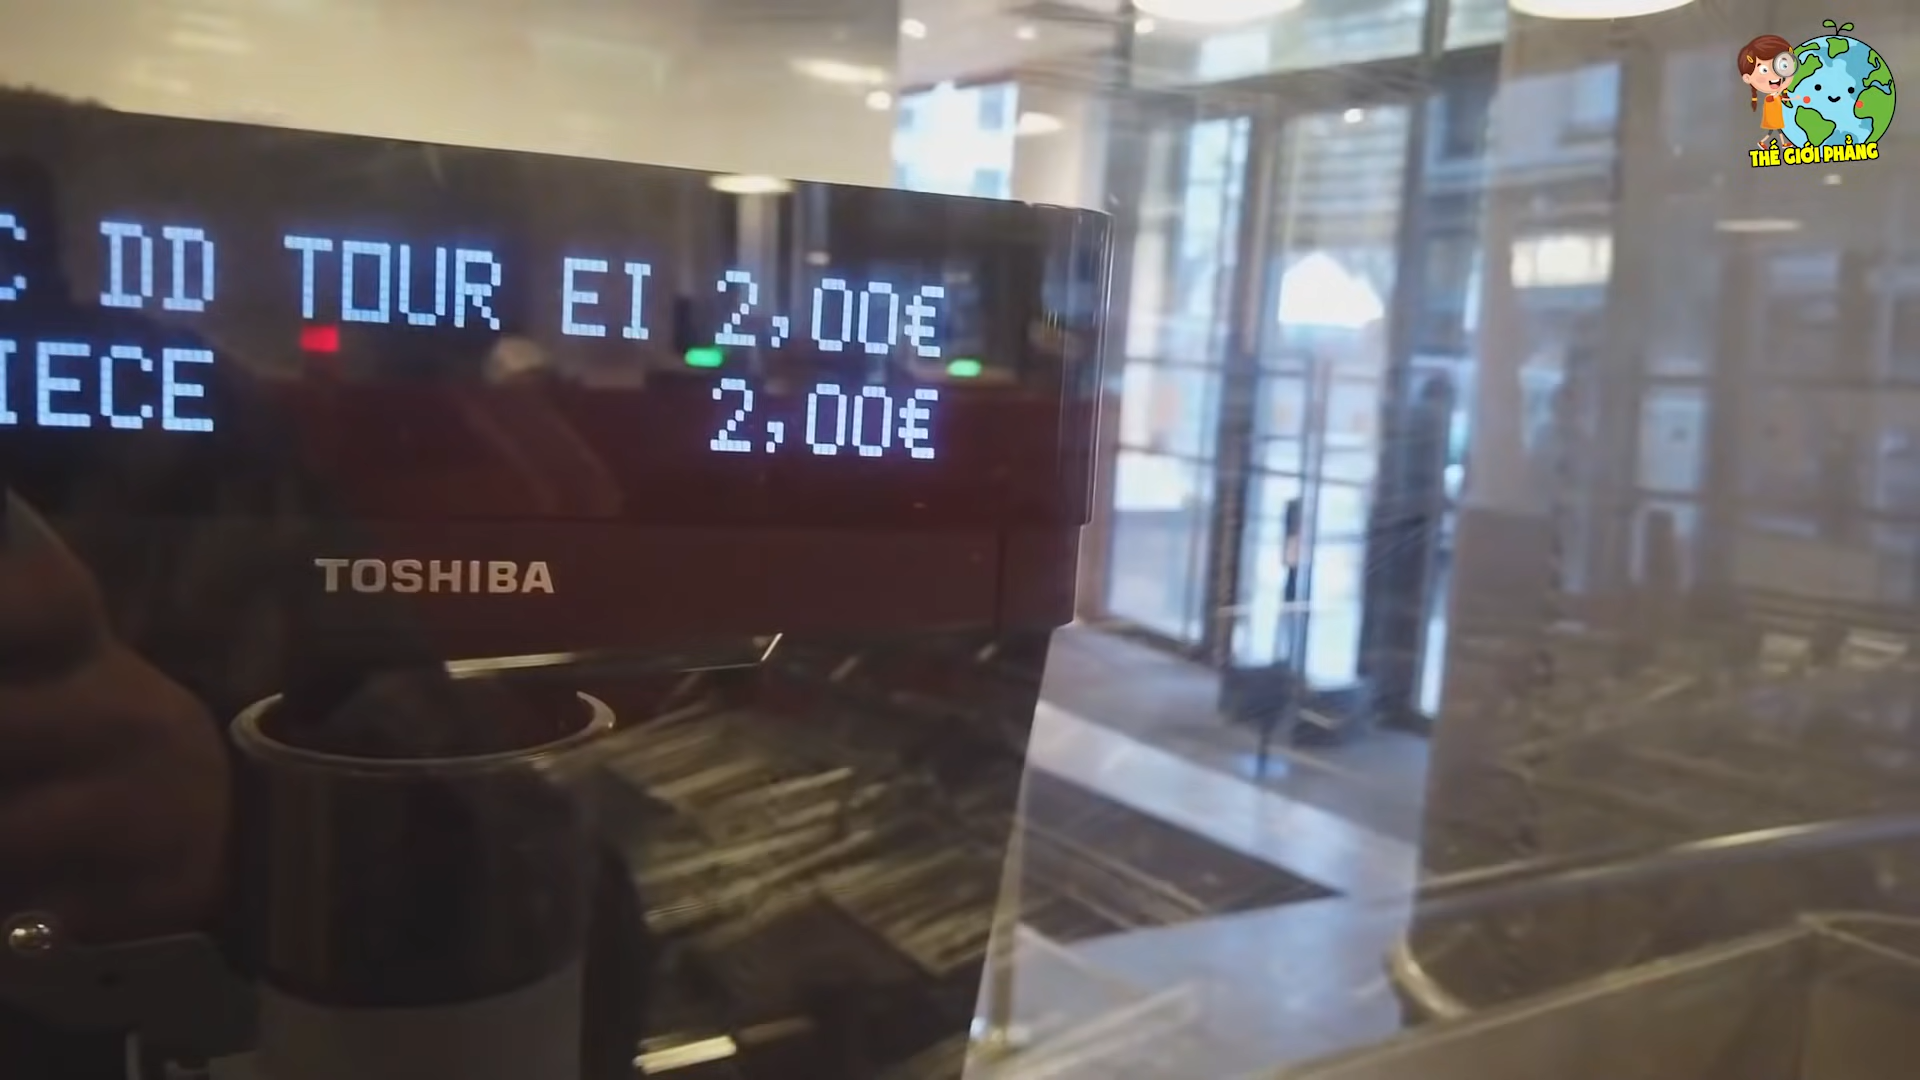 C DD TOUR EI 2,00€
IECE 2,00€
TOSHIBA
THẾ GIỚI PHẲNG